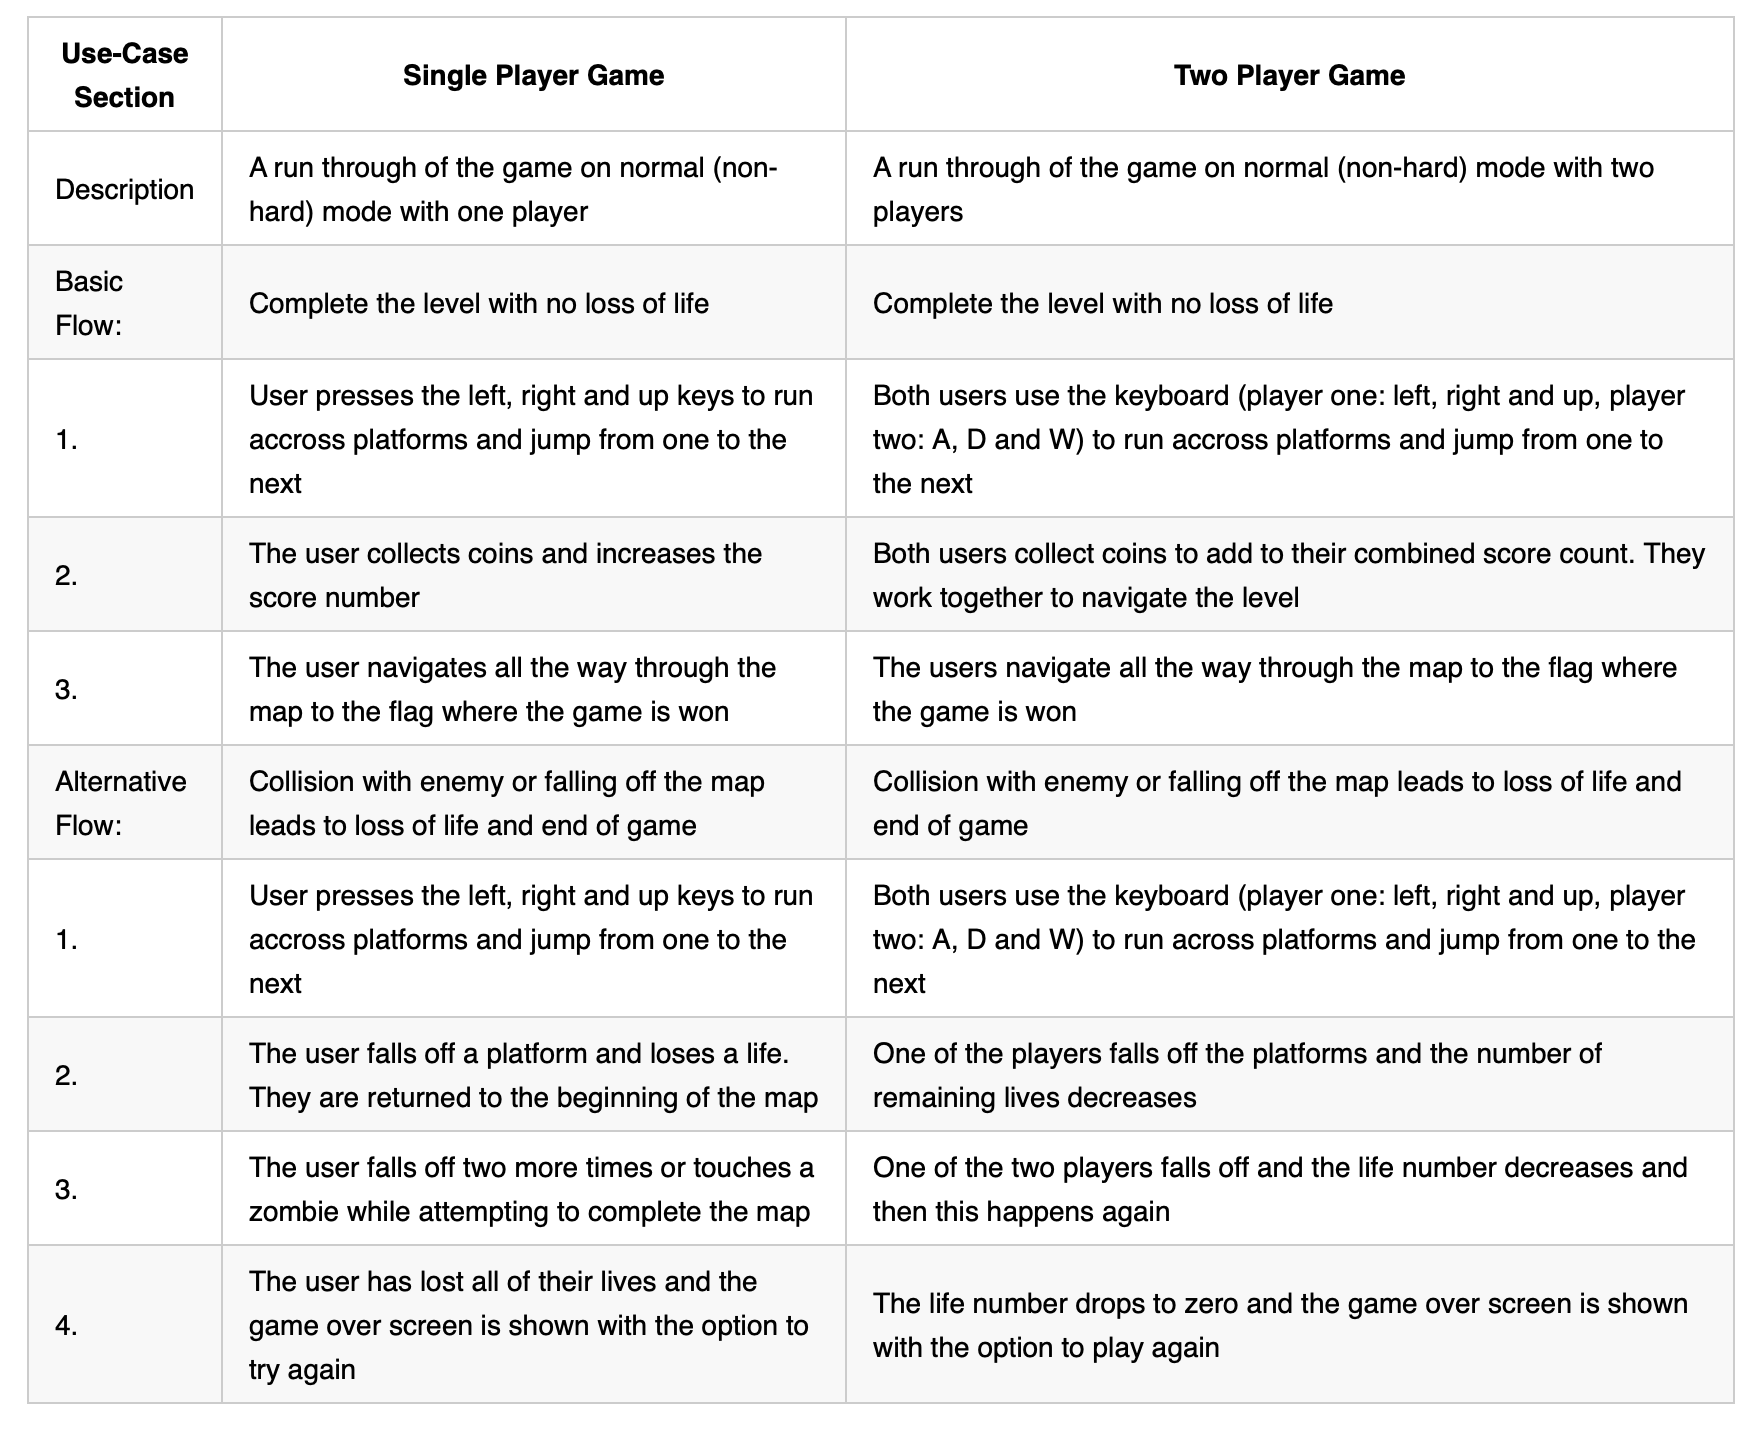 Use-Case
Section
Single Player Game
Two Player Game
Description
A run through of the game on normal (non-
hard) mode with one player
A run through of the game on normal (non-hard) mode with two
players
Basic
Flow:
Complete the level with no loss of life
Complete the level with no loss of life
1.
User presses the left, right and up keys to run
accross platforms and jump from one to the
next
Both users use the keyboard (player one: left, right and up, player
two: A, D and W) to run accross platforms and jump from one to
the next
2.
The user collects coins and increases the
score number
Both users collect coins to add to their combined score count. They
work together to navigate the level
3.
The user navigates all the way through the
map to the flag where the game is won
The users navigate all the way through the map to the flag where
the game is won
Alternative
Flow:
Collision with enemy or falling off the map
leads to loss of life and end of game
Collision with enemy or falling off the map leads to loss of life and
end of game
1.
User presses the left, right and up keys to run
accross platforms and jump from one to the
next
Both users use the keyboard (player one: left, right and up, player
two: A, D and W) to run across platforms and jump from one to the
next
2.
The user falls off a platform and loses a life.
They are returned to the beginning of the map
One of the players falls off the platforms and the number of
remaining lives decreases
3.
The user falls off two more times or touches a
zombie while attempting to complete the map
One of the two players falls off and the life number decreases and
then this happens again
4.
The user has lost all of their lives and the
game over screen is shown with the option to
try again
The life number drops to zero and the game over screen is shown
with the option to play again